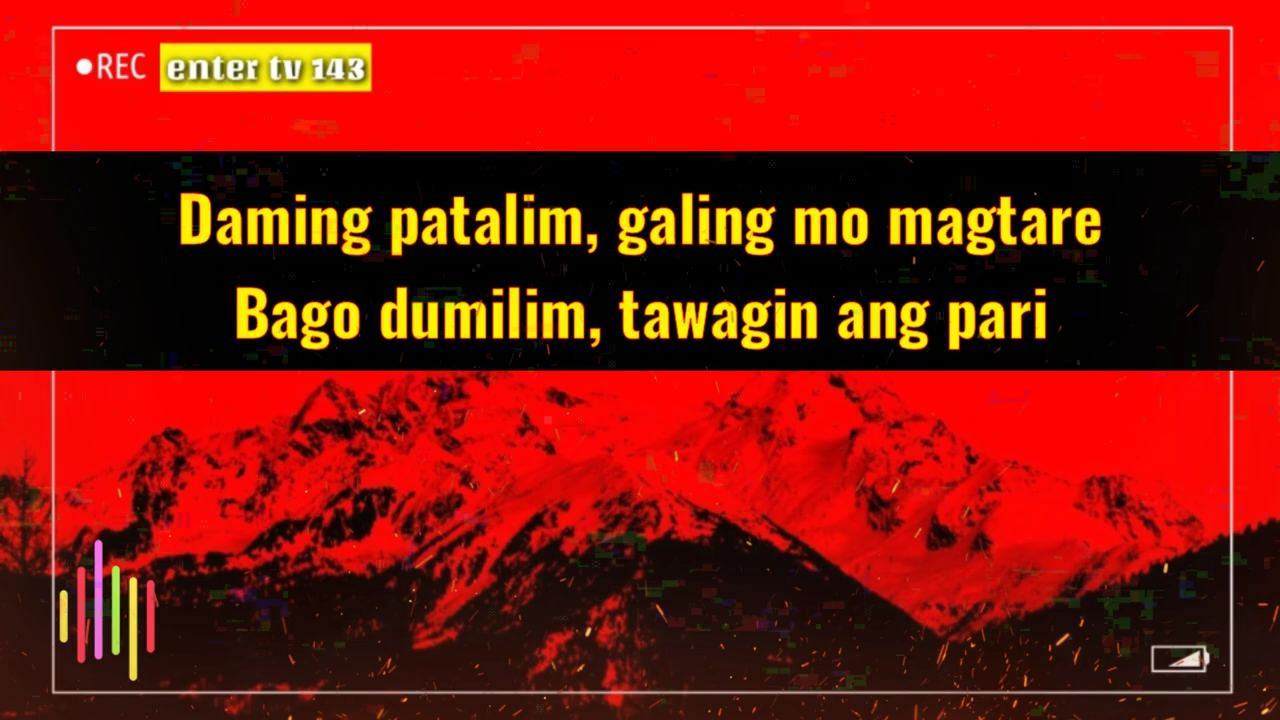 REC enter tv 143
Daming patalim, galing mo magtare
Bago dumilim, tawagin ang pari